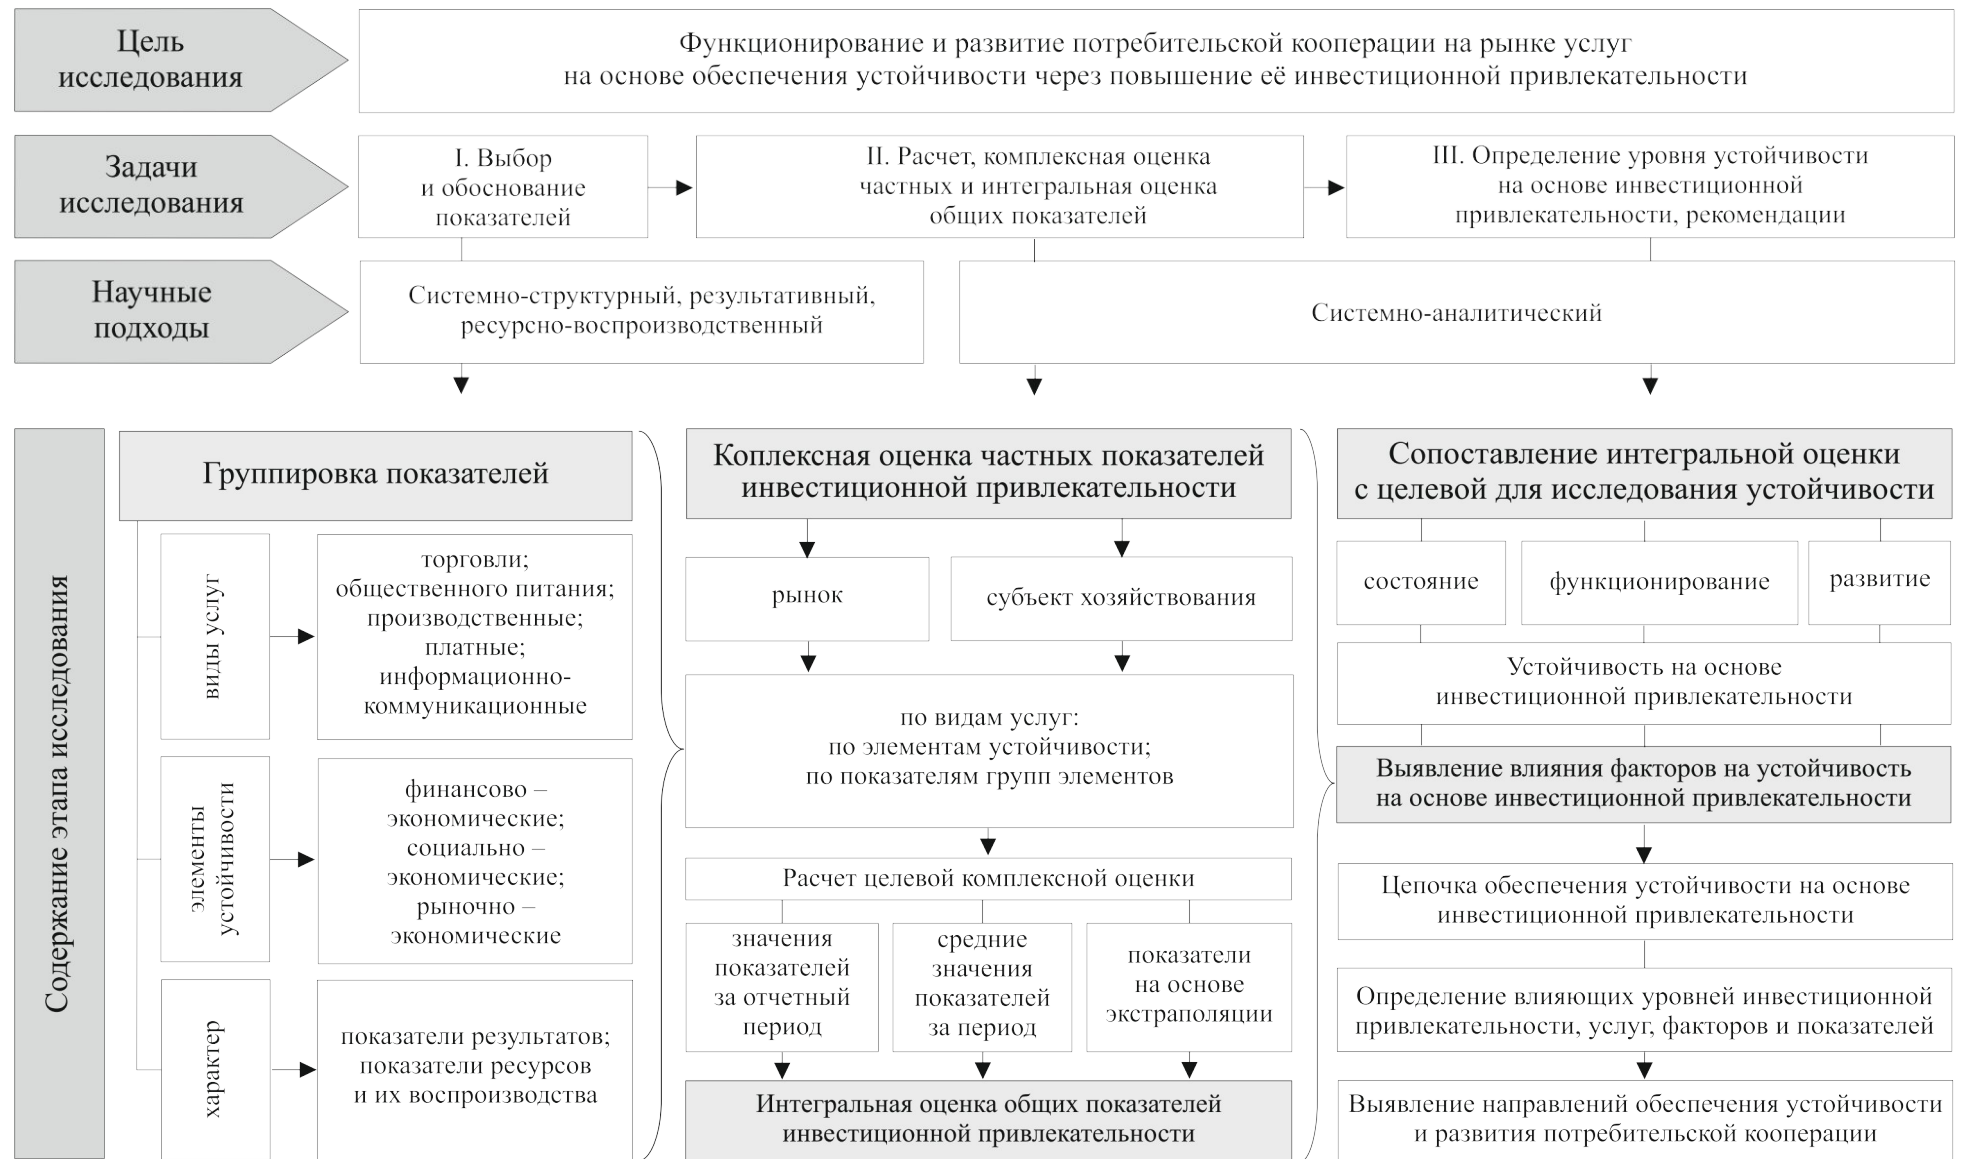 Цель
исследования
Функционирование и развитие потребительской кооперации на рынке услуг
на основе обеспечения устойчивости через повышение её инвестиционной привлекательности
Задачи
исследования
I. Выбор
и обоснование
показателей
II. Расчет, комплексная оценка
частных и интегральная оценка
общих показателей
III. Определение уровня устойчивости
на основе инвестиционной
привлекательности, рекомендации
Научные
подходы
Системно-структурный, результативный,
ресурсно-воспроизводственный
Системно-аналитический
Содержание этапа исследования
Группировка показателей
виды услуг
торговли;
общественного питания;
производственные;
платные;
информационно-
коммуникационные
элементы
устойчивости
финансово –
экономические;
социально –
экономические;
рыночно –
экономические
характер
показатели результатов;
показатели ресурсов
и их воспроизводства
Коплексная оценка частных показателей
инвестиционной привлекательности
рынок
субъект хозяйствования
по видам услуг:
по элементам устойчивости;
по показателям групп элементов
Расчет целевой комплексной оценки
значения
показателей
за отчетный
период
средние
значения
показателей
за период
показатели
на основе
экстраполяции
Интегральная оценка общих показателей
инвестиционной привлекательности
Сопоставление интегральной оценки
с целевой для исследования устойчивости
состояние
функционирование
развитие
Устойчивость на основе
инвестиционной привлекательности
Выявление влияния факторов на устойчивость
на основе инвестиционной привлекательности
Цепочка обеспечения устойчивости на основе
инвестиционной привлекательности
Определение влияющих уровней инвестиционной
привлекательности, услуг, факторов и показателей
Выявление направлений обеспечения устойчивости
и развития потребительской кооперации